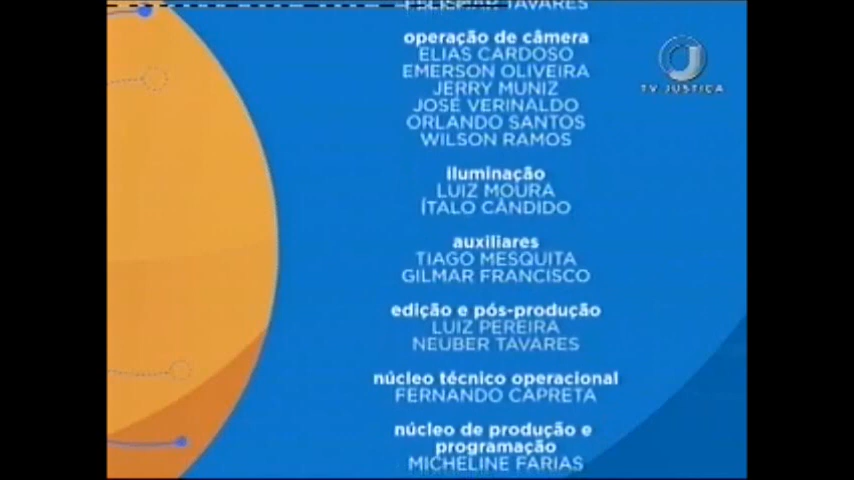 FELISMAR TAVARES
operação de câmera
ELIAS CARDOSO
EMERSON OLIVEIRA
JERRY MUNIZ
JOSÉ VERINALDO
ORLANDO SANTOS
WILSON RAMOS
iluminação
LUIZ MOURA
ÍTALO CÂNDIDO
auxiliares
TIAGO MESQUITA
GILMAR FRANCISCO
edição e pós-produção
LUIZ PEREIRA
NEUBER TAVARES
núcleo técnico operacional
FERNANDO CAPRETA
núcleo de produção e
programação
MICHELINE FARIAS
TV JUSTIÇA